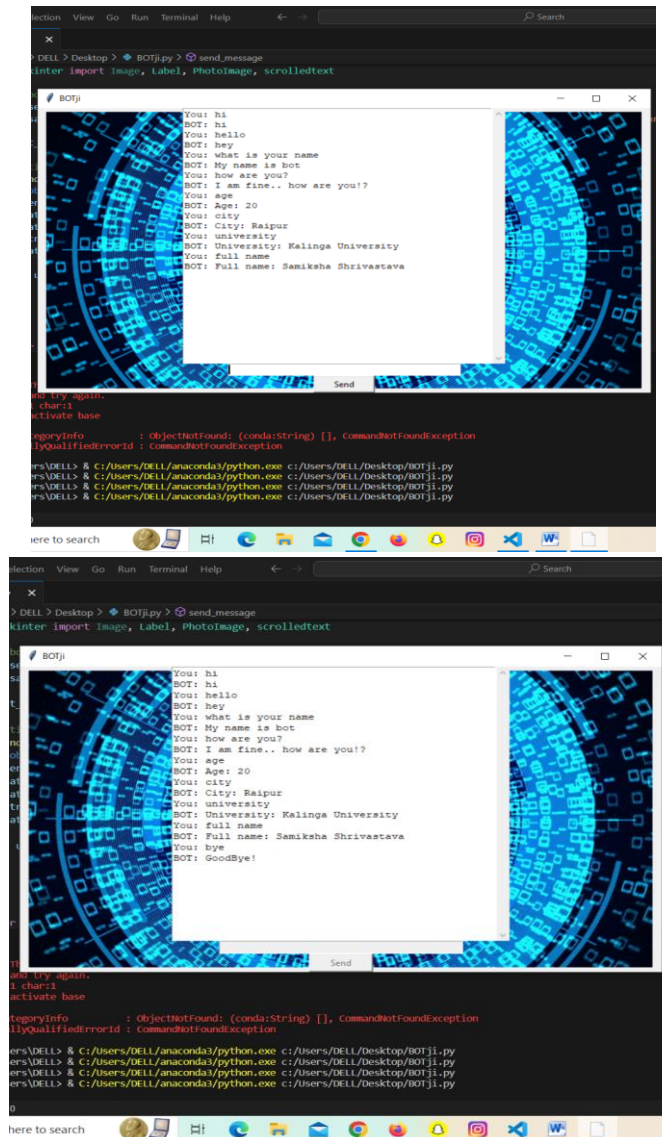 lection View Go Run Terminal Help
Search
DELL > Desktop > BOTji.py > send_message
kinter import Image, Label, PhotoImage, scrolledtext
BOTji
You: hi
BOT: hi
You: hello
BOT: hey
You: what is your name
BOT: My name is bot
You: how are you?
BOT: I am fine.. how are you!?
You: age
BOT: Age: 20
You: city
BOT: City: Raipur
You: university
BOT: University: Kalinga University
You: full name
BOT: Full name: Samiksha Shrivastava
Send
and try again.
1 char:1
activate base
tegoryInfo : ObjectNotFound: (conda:String) [], CommandNotFoundException
llyQualifiedErrorId : CommandNotFoundException
ers\DELL> & C:/Users/DELL/anaconda3/python.exe c:/Users/DELL/Desktop/BOTji.py
ers\DELL> & C:/Users/DELL/anaconda3/python.exe c:/Users/DELL/Desktop/BOTji.py
ers\DELL> & C:/Users/DELL/anaconda3/python.exe c:/Users/DELL/Desktop/BOTji.py
ere to search
election View Go Run Terminal Help
Search
DELL > Desktop > BOTji.py > send_message
kinter import Image, Label, PhotoImage, scrolledtext
BOTji
You: hi
BOT: hi
You: hello
BOT: hey
You: what is your name
BOT: My name is bot
You: how are you?
BOT: I am fine.. how are you!?
You: age
BOT: Age: 20
You: city
BOT: City: Raipur
You: university
BOT: University: Kalinga University
You: full name
BOT: Full name: Samiksha Shrivastava
You: bye
BOT: GoodBye!
Send
and try again.
1 char:1
activate base
tegoryInfo : ObjectNotFound: (conda:String) [], CommandNotFoundException
llyQualifiedErrorId : CommandNotFoundException
ers\DELL> & C:/Users/DELL/anaconda3/python.exe c:/Users/DELL/Desktop/BOTji.py
ers\DELL> & C:/Users/DELL/anaconda3/python.exe c:/Users/DELL/Desktop/BOTji.py
ers\DELL> & C:/Users/DELL/anaconda3/python.exe c:/Users/DELL/Desktop/BOTji.py
ers\DELL> & C:/Users/DELL/anaconda3/python.exe c:/Users/DELL/Desktop/BOTji.py
here to search